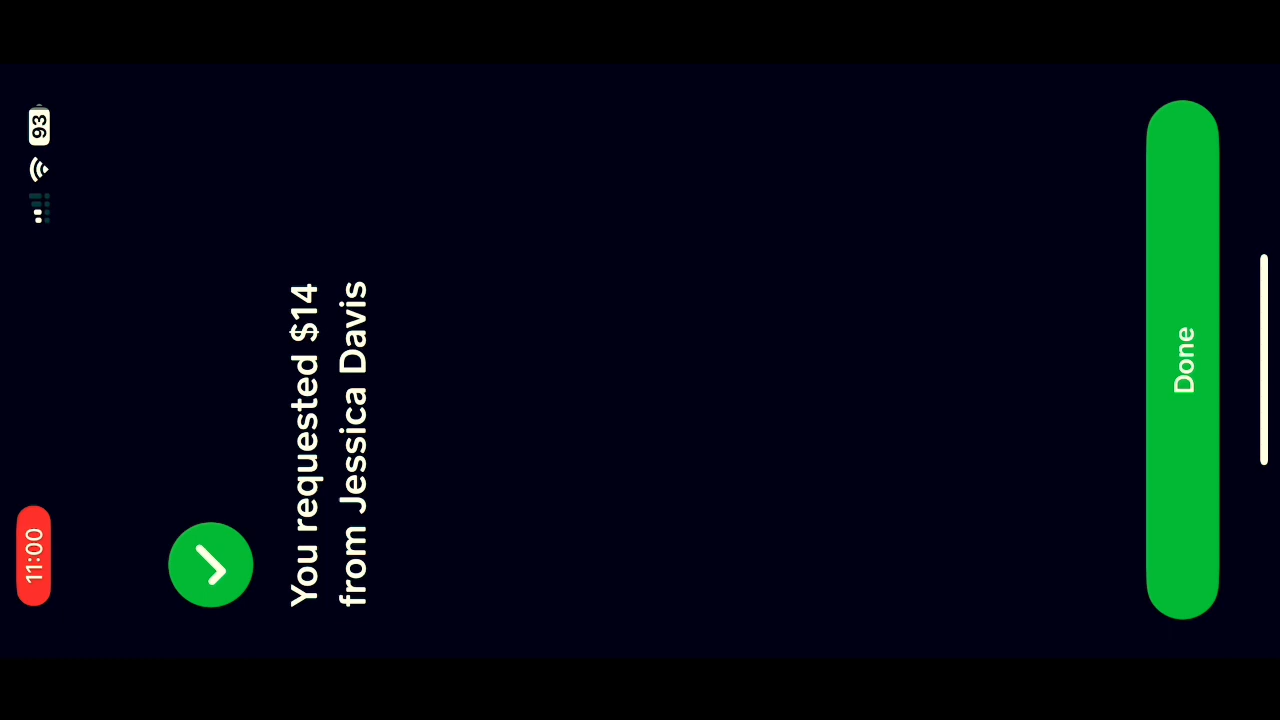 11:00
93
You requested $14
from Jessica Davis
Done